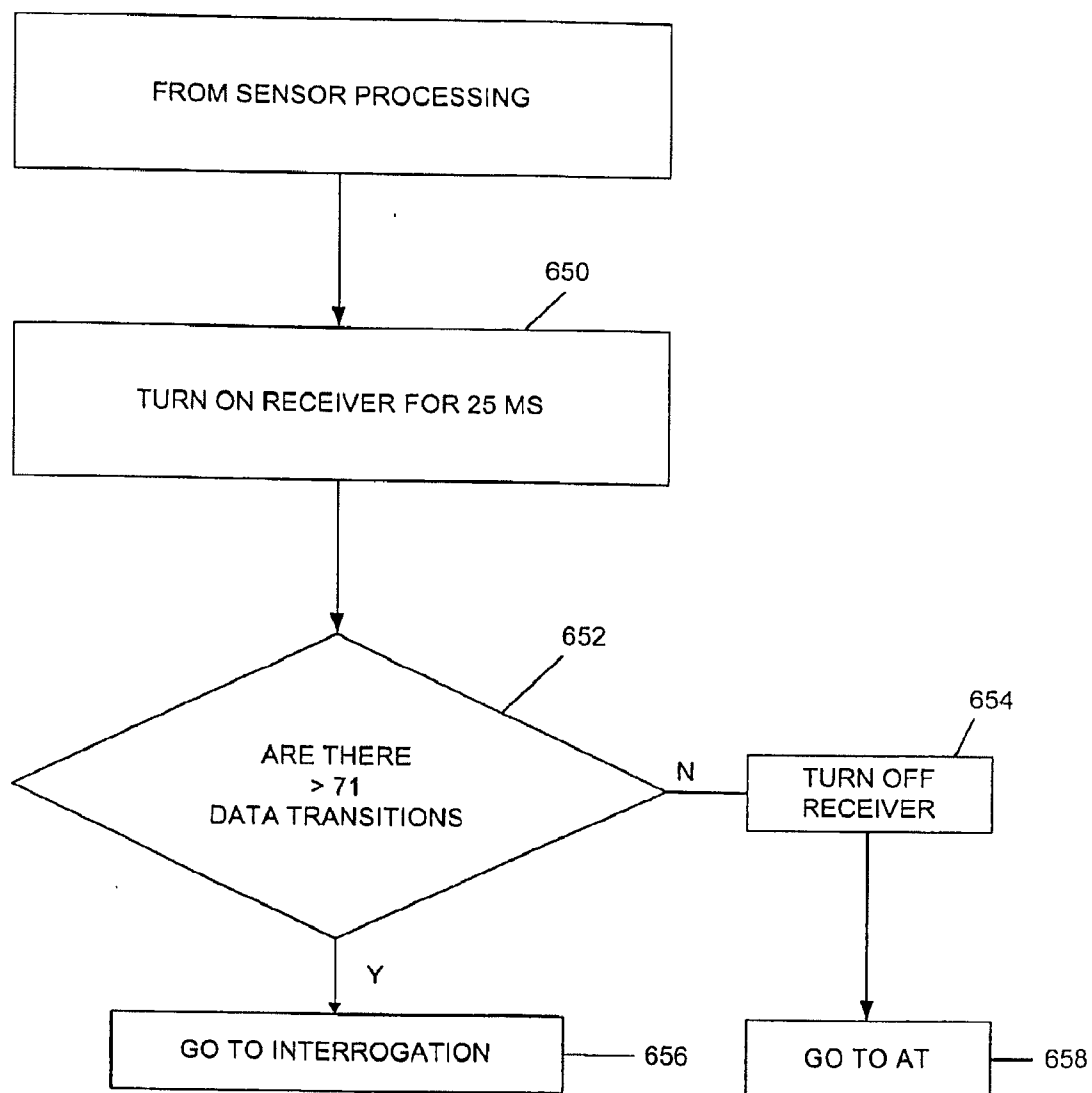 FROM SENSOR PROCESSING
650
TURN ON RECEIVER FOR 25 MS
652
ARE THERE
> 71
DATA TRANSITIONS
N
654
TURN OFF
RECEIVER
Y
GO TO INTERROGATION
656
GO TO AT
658